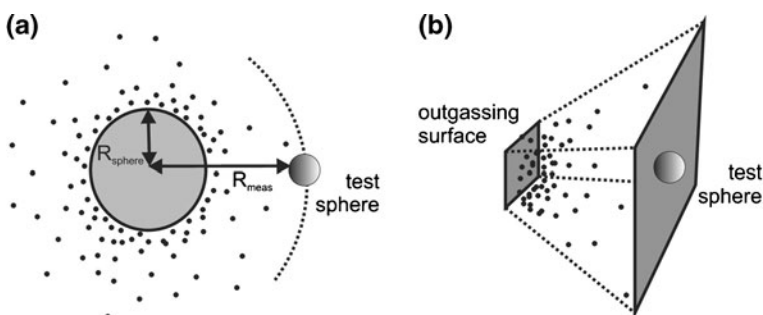 (a)
R_sphere
R_meas
test
sphere
(b)
outgassing
surface
test
sphere